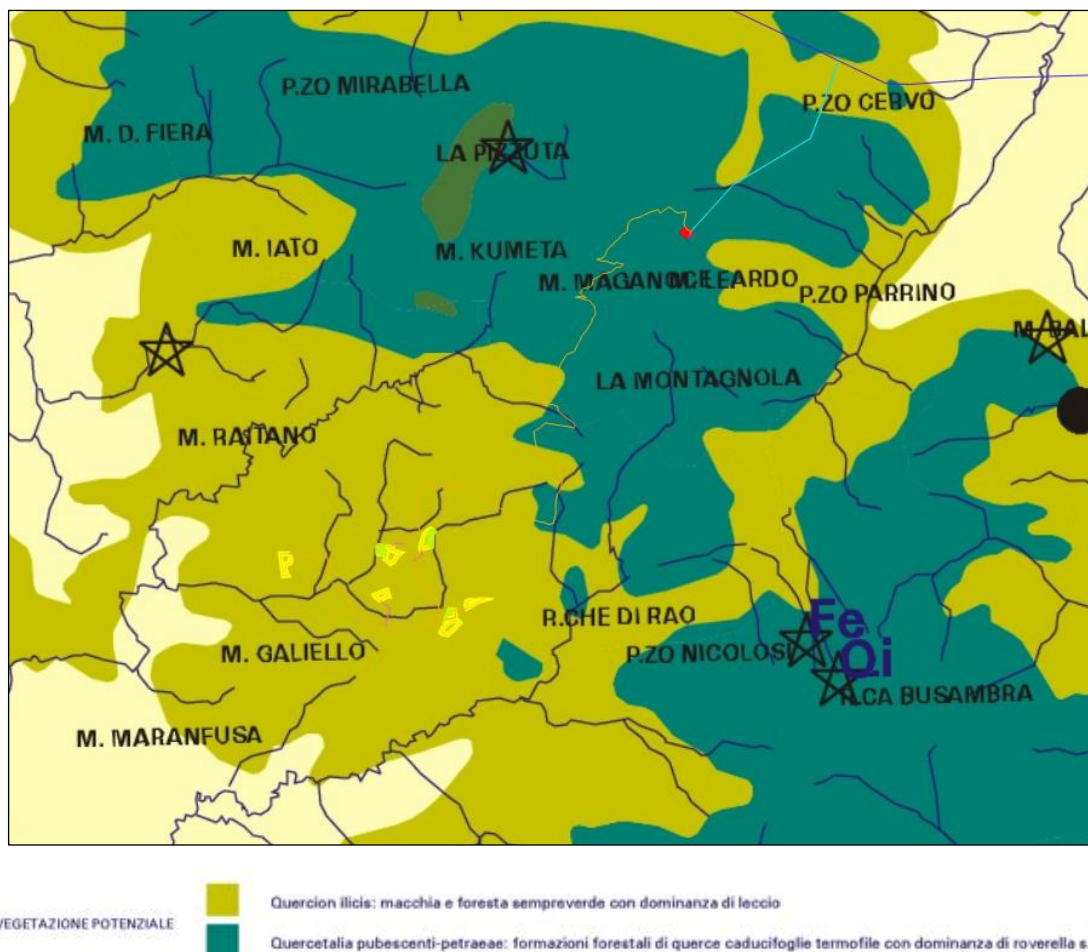 P.ZO MIRABELLA
P.ZO CERVO
M. D. FIERA
LA PIZZUTA
M. IATO
M. KUMETA
M. LEARDO
P.ZO PARRINO
M. BAL
LA MONTAGNOLA
M. RAITANO
P
Fe
R.CHE DI RAO
M. GALIELLO
P.ZO NICOLOSI
Qi
R.CA BUSAMBRA
M. MARANFUSA
VEGETAZIONE POTENZIALE
Quercion ilicis: macchia e foresta sempreverde con dominanza di leccio
Quercetalia pubescenti-petraeae: formazioni forestali di querce caducifoglie termofile con dominanza di roverella s